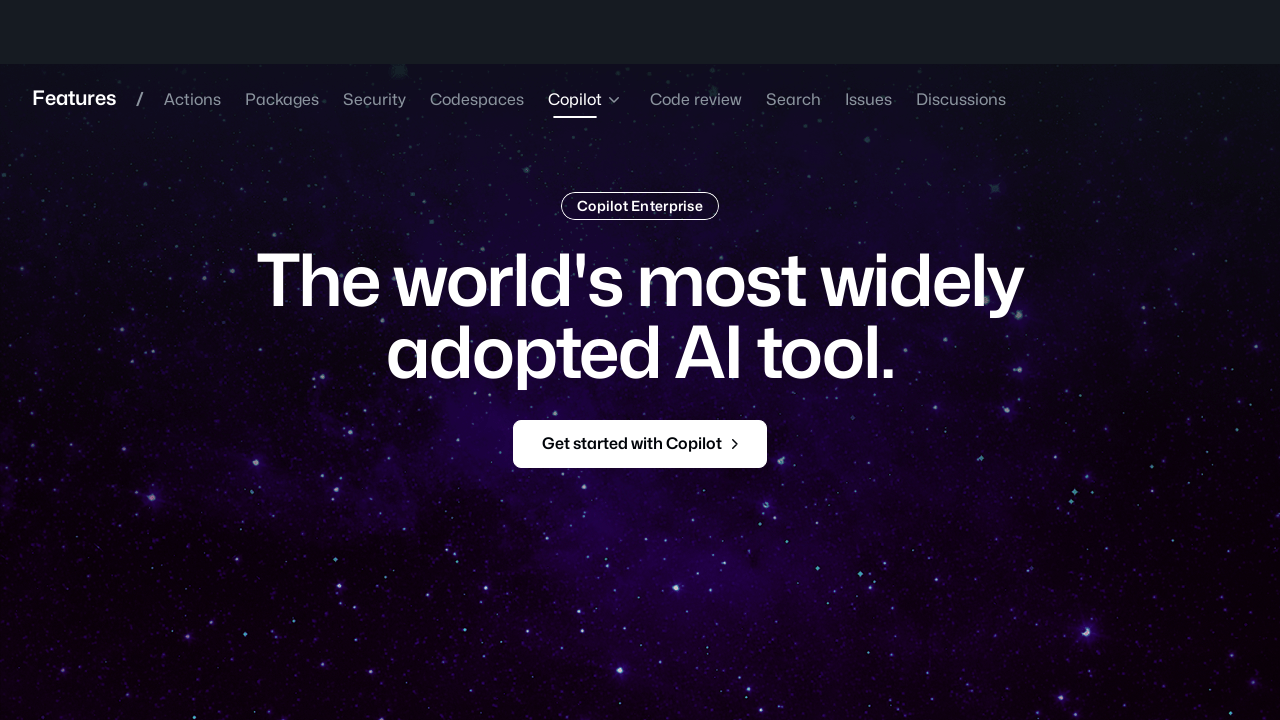 Features / Actions Packages Security Codespaces Copilot Code review Search Issues Discussions
Copilot Enterprise
The world's most widely
adopted AI tool.
Get started with Copilot